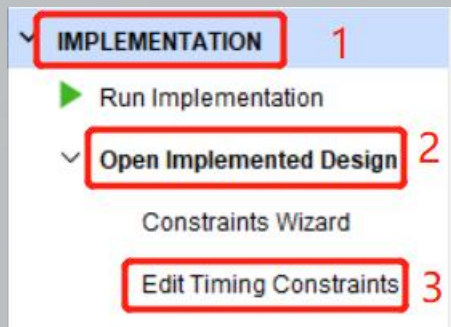 IMPLEMENTATION 1
Run Implementation
Open Implemented Design 2
Constraints Wizard
Edit Timing Constraints 3